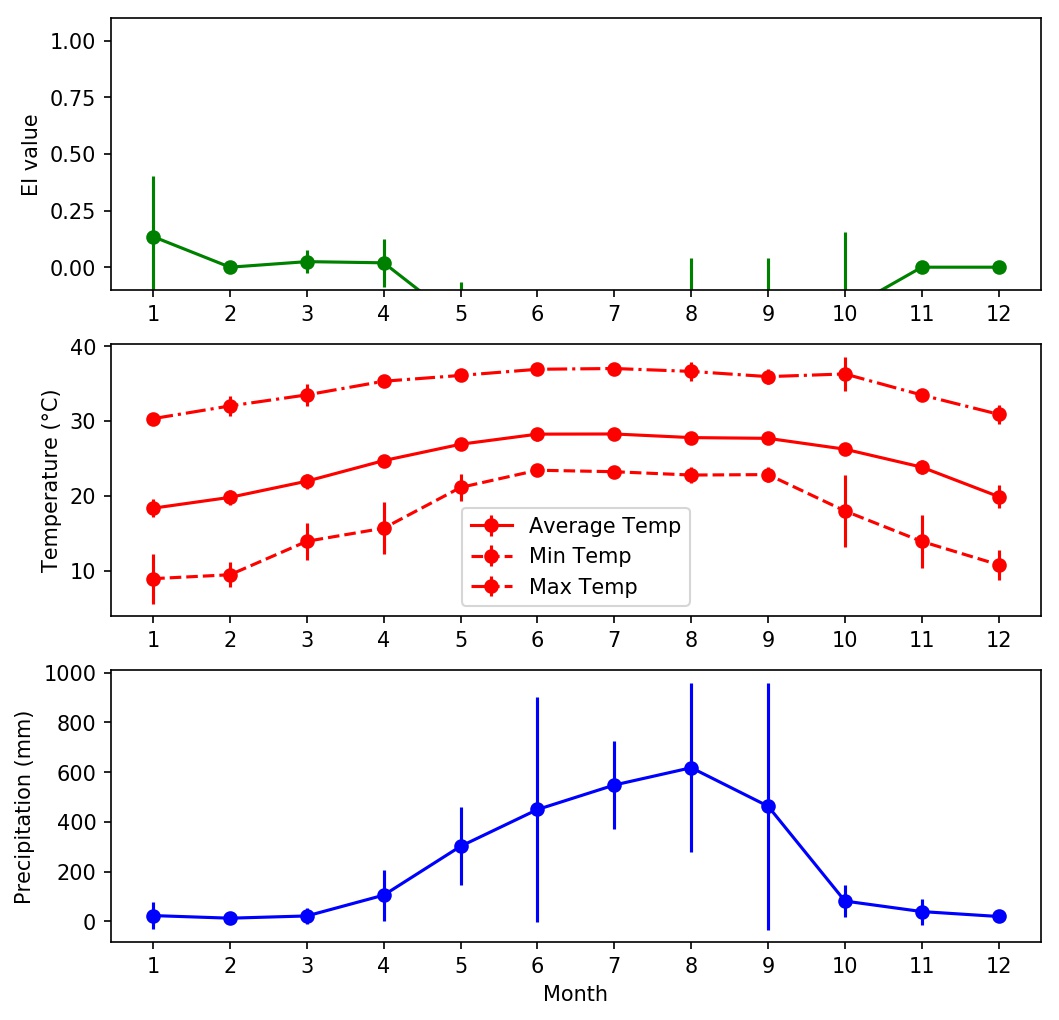 EI value
1.00
0.75
0.50
0.25
0.00
1 2 3 4 5 6 7 8 9 10 11 12
Temperature (°C)
40
30
20
10
Average Temp
Min Temp
Max Temp
1 2 3 4 5 6 7 8 9 10 11 12
Precipitation (mm)
1000
800
600
400
200
0
1 2 3 4 5 6 7 8 9 10 11 12
Month